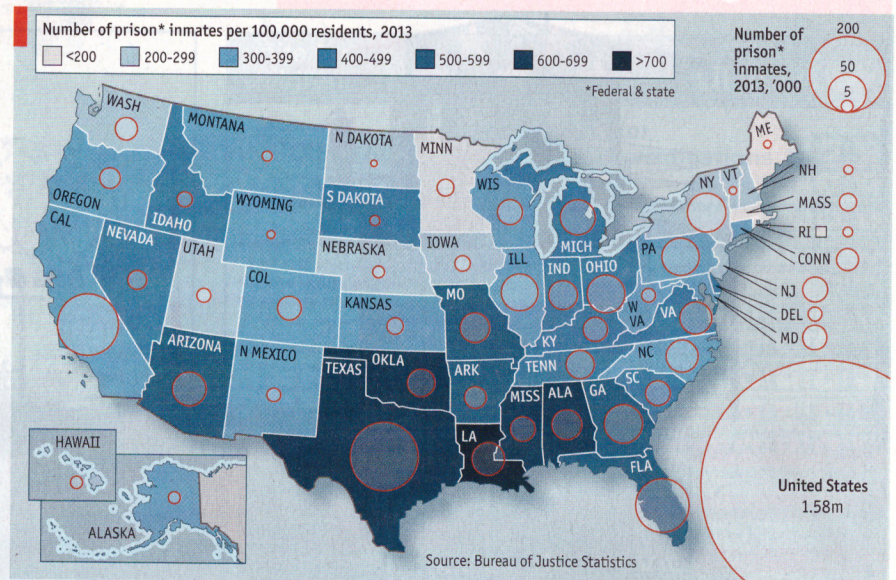 Number of prison* inmates per 100,000 residents, 2013
<200
200-299
300-399
400-499
500-599
600-699
>700
*Federal & state
Number of
prison*
inmates,
2013, '000
200
50
5
WASH
MONTANA
N DAKOTA
MINN
ME
OREGON
IDAHO
WYOMING
S DAKOTA
WIS
MICH
NY
VT
NH
MASS
RI
CONN
NJ
DEL
MD
CAL
NEVADA
UTAH
COL
NEBRASKA
IOWA
ILL
IND
OHIO
PA
KANSAS
MO
KY
W
VA
VA
ARIZONA
N MEXICO
TEXAS
OKLA
ARK
TENN
NC
SC
MISS
ALA
GA
LA
FLA
HAWAII
ALASKA
United States
1.58m
Source: Bureau of Justice Statistics